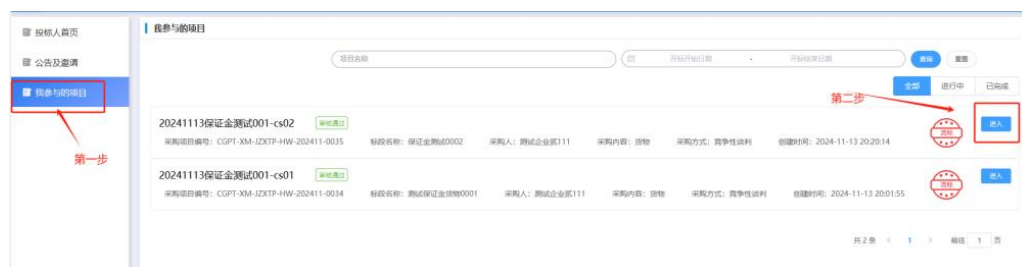 投标人首页
我参与的项目
公告及邀请
项目名称
开标开始日期 - 开标结束日期
查询 重置
我参与的项目
全部 进行中 已完成
第二步
20241113保证金测试001-cs02 审核通过
流标 进入
采购项目编号:CGPT-XM-JZXTP-HW-202411-0035 标段名称:保证金测试0002 采购人:测试企业贰111 采购内容:货物 采购方式:竞争性谈判 创建时间:2024-11-13 20:20:14
第一步
20241113保证金测试001-cs01 审核通过
流标 进入
采购项目编号:CGPT-XM-JZXTP-HW-202411-0034 标段名称:测试保证金货物0001 采购人:测试企业贰111 采购内容:货物 采购方式:竞争性谈判 创建时间:2024-11-13 20:01:55
共2条 < 1 > 前往 1 页